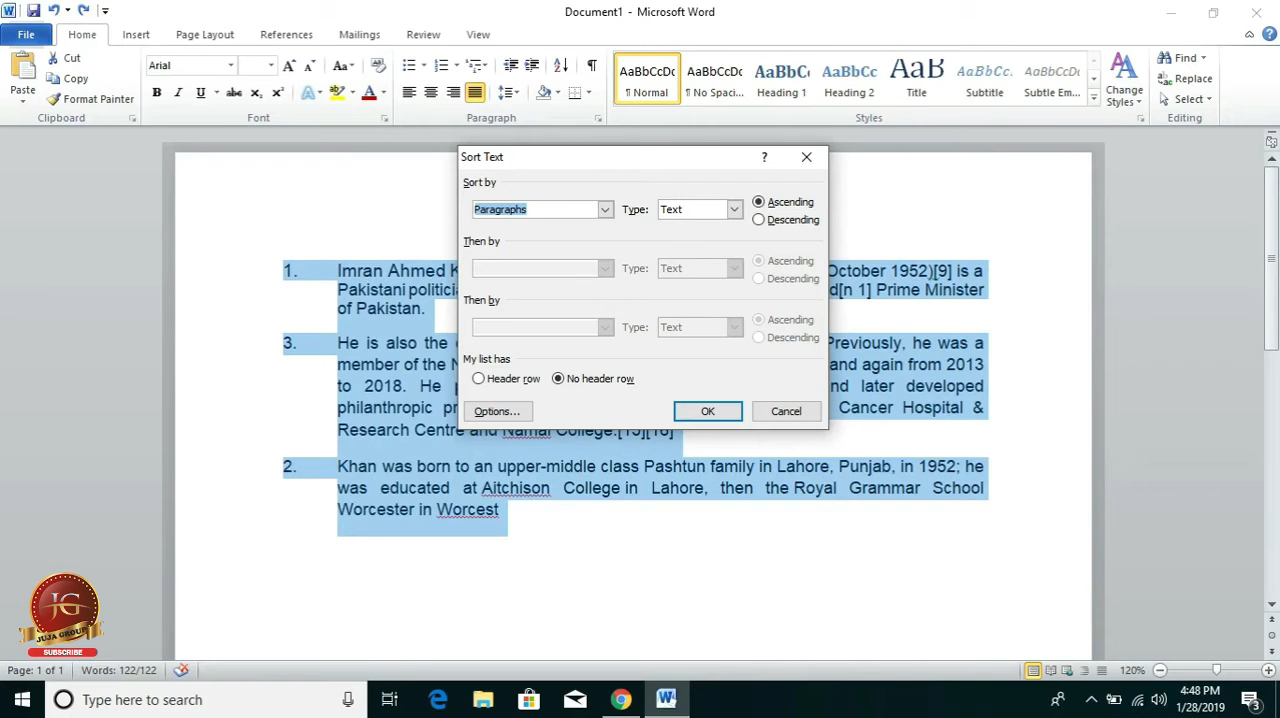 Document1 - Microsoft Word
File Home Insert Page Layout References Mailings Review View
Paste
Cut
Copy
Format Painter
Clipboard
Arial
Font
Paragraph
AaBbCcDc AaBbCcDc AaBbCc AaBbCc AaB AaBbCcL AaBbCcDc
¶ Normal ¶ No Spaci... Heading 1 Heading 2 Title Subtitle Subtle Em...
Styles
Change
Styles
Find
Replace
Select
Editing
Sort Text
Sort by
Paragraphs Type: Text Ascending
Descending
Then by
Type: Text Ascending
Descending
Then by
Type: Text Ascending
Descending
My list has
Header row No header row
Options... OK Cancel
1. Imran Ahmed October 1952)[9] is a
Pakistani [n 1] Prime Minister
of Pakistan.
3. He is also the Previously, he was a
member of the and again from 2013
to 2018. He later developed
philanthropic Cancer Hospital &
Research Centre and Namal College.[15][16]
2. Khan was born to an upper-middle class Pashtun family in Lahore, Punjab, in 1952; he
was educated at Aitchison College in Lahore, then the Royal Grammar School
Worcester in Worcest
JG
JUJA GROUP
SUBSCRIBE
Page: 1 of 1 Words: 122/122 120%
Type here to search
4:48 PM
1/28/2019
3